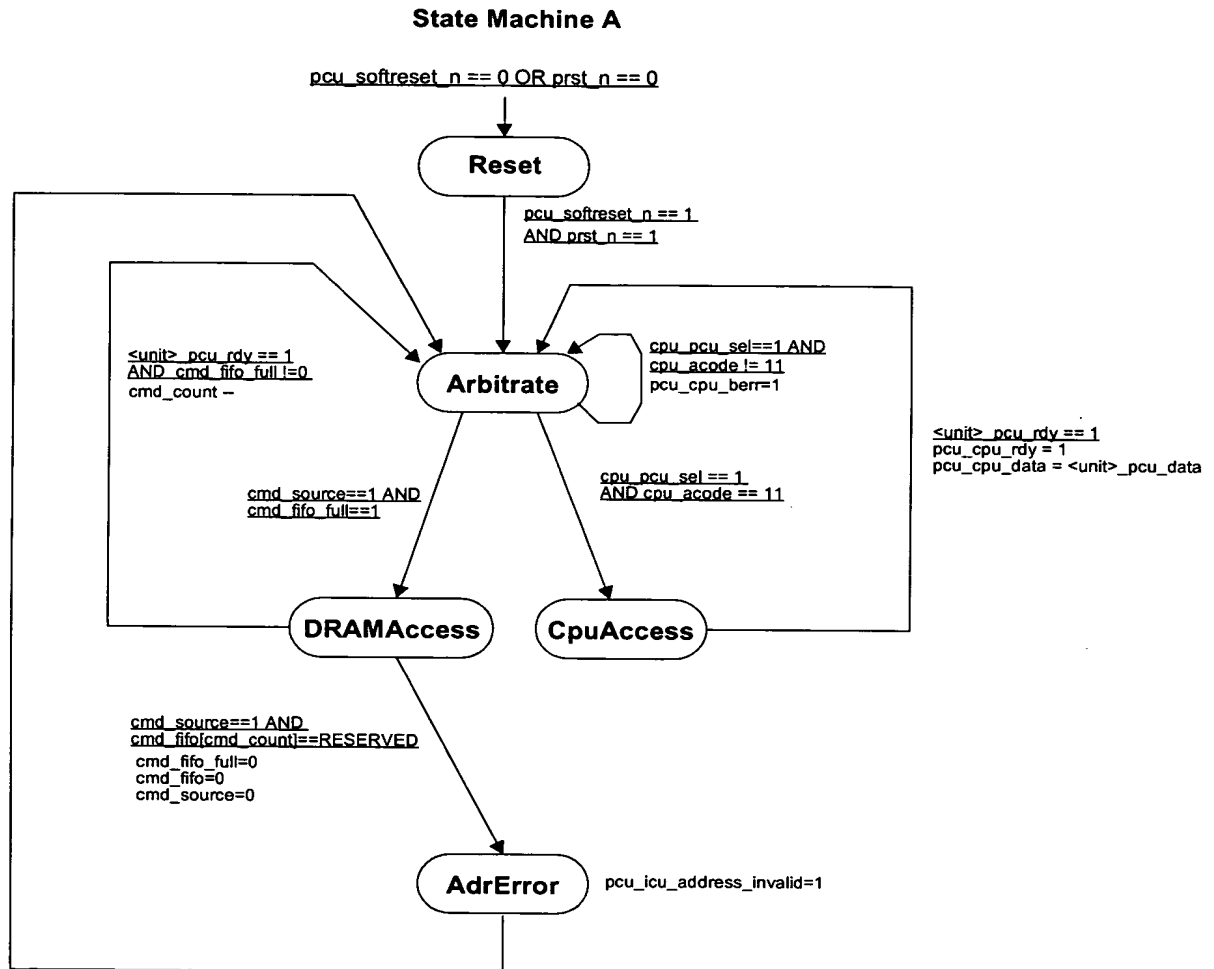 State Machine A
pcu_softreset_n == 0 OR prst_n == 0
Reset
pcu_softreset_n == 1
AND prst_n == 1
<unit>_pcu_rdy == 1
AND cmd_fifo_full !=0
cmd_count –
Arbitrate
cpu_pcu_sel==1 AND
cpu_acode != 11
pcu_cpu_berr=1
<unit>_pcu_rdy == 1
pcu_cpu_rdy = 1
pcu_cpu_data = <unit>_pcu_data
cmd_source==1 AND
cmd_fifo_full==1
cpu_pcu_sel == 1
AND cpu_acode == 11
DRAMAccess
CpuAccess
cmd_source==1 AND
cmd_fifo[cmd_count]==RESERVED
cmd_fifo_full=0
cmd_fifo=0
cmd_source=0
AdrError
pcu_icu_address_invalid=1